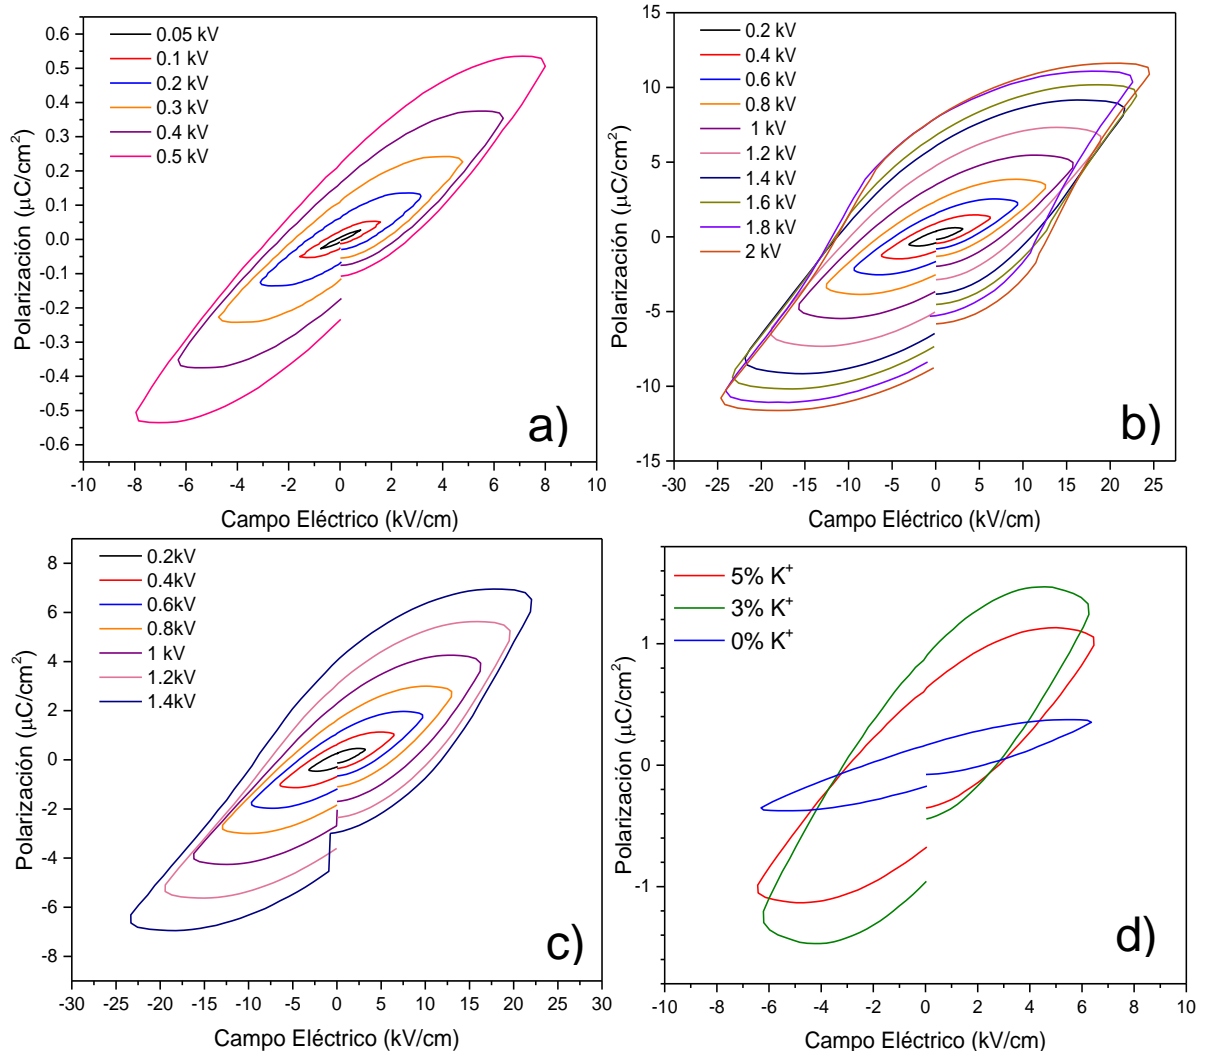 0.6
0.5
0.4
0.3
0.2
0.1
0.0
-0.1
-0.2
-0.3
-0.4
-0.5
-0.6
Polarización (µC/cm²)
0.05 kV
0.1 kV
0.2 kV
0.3 kV
0.4 kV
0.5 kV
a)
-10 -8 -6 -4 -2 0 2 4 6 8 10
Campo Eléctrico (kV/cm)
15
10
5
0
-5
-10
-15
Polarización (µC/cm²)
0.2 kV
0.4 kV
0.6 kV
0.8 kV
1 kV
1.2 kV
1.4 kV
1.6 kV
1.8 kV
2 kV
b)
-30 -25 -20 -15 -10 -5 0 5 10 15 20 25
Campo Eléctrico (kV/cm)
8
6
4
2
0
-2
-4
-6
-8
Polarización (µC/cm²)
0.2kV
0.4kV
0.6kV
0.8kV
1 kV
1.2kV
1.4kV
c)
-30 -25 -20 -15 -10 -5 0 5 10 15 20 25 30
Campo Eléctrico (kV/cm)
1
0
-1
Polarización (µC/cm²)
5% K⁺
3% K⁺
0% K⁺
d)
-10 -8 -6 -4 -2 0 2 4 6 8 10
Campo Eléctrico (kV/cm)